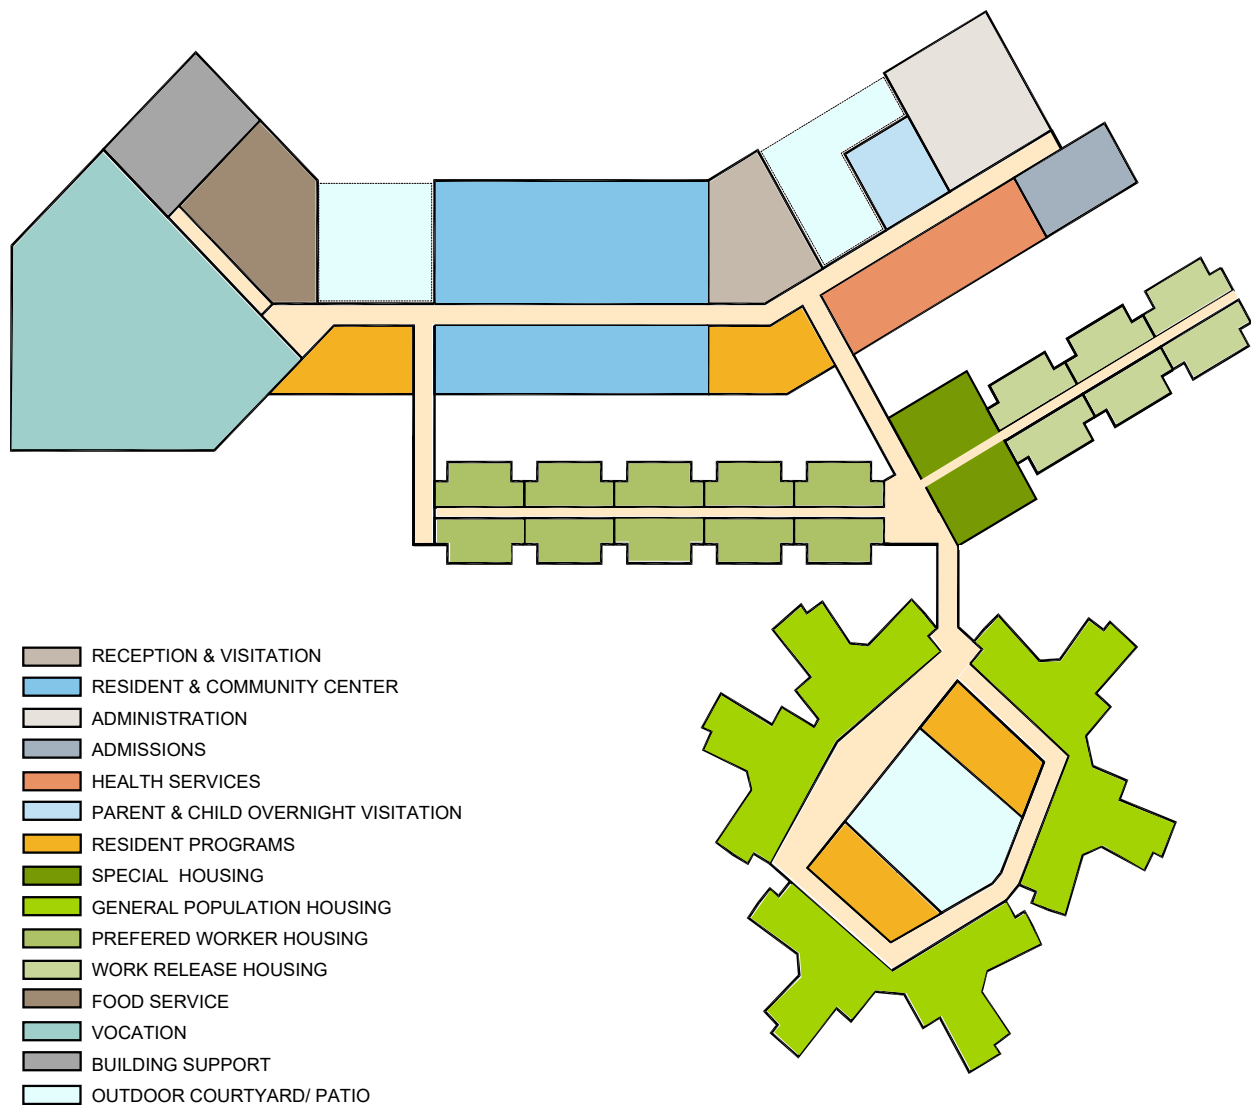 RECEPTION & VISITATION
RESIDENT & COMMUNITY CENTER
ADMINISTRATION
ADMISSIONS
HEALTH SERVICES
PARENT & CHILD OVERNIGHT VISITATION
RESIDENT PROGRAMS
SPECIAL HOUSING
GENERAL POPULATION HOUSING
PREFERED WORKER HOUSING
WORK RELEASE HOUSING
FOOD SERVICE
VOCATION
BUILDING SUPPORT
OUTDOOR COURTYARD/ PATIO